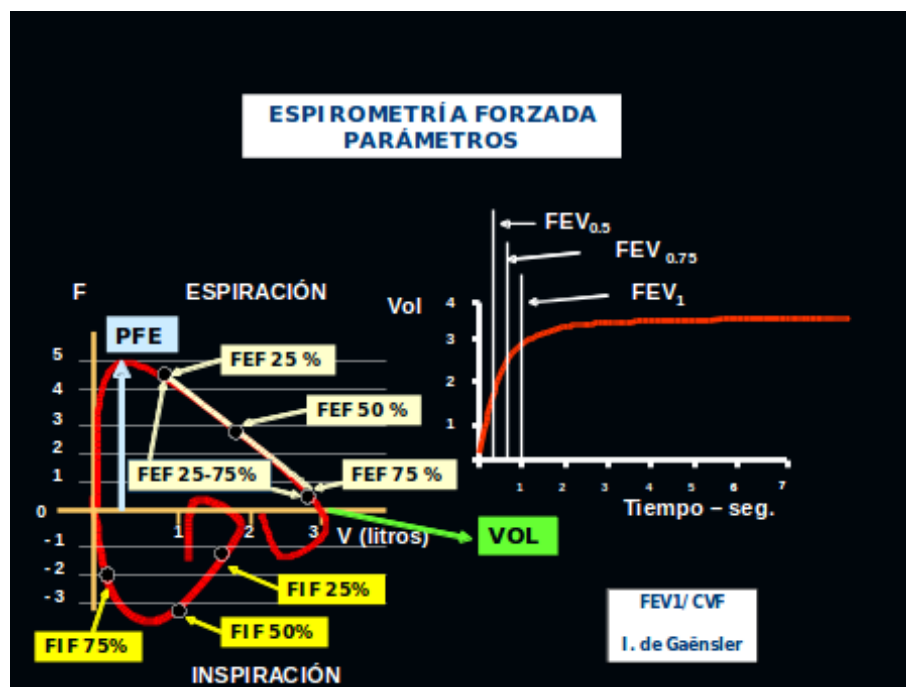 ESPIROMETRÍA FORZADA
PARÁMETROS
F
ESPIRACIÓN
PFE
FEF 25 %
FEF 50 %
FEF 25-75%
FEF 75 %
5
4
3
2
1
0
-1
-2
-3
1
2
3
V (litros)
VOL
FIF 25%
FIF 50%
FIF 75%
INSPIRACIÓN
FEV0.5
FEV 0.75
FEV1
Vol
4
3
2
1
1 2 3 4 5 6 7
Tiempo – seg.
FEV1/ CVF
I. de Gaënsler